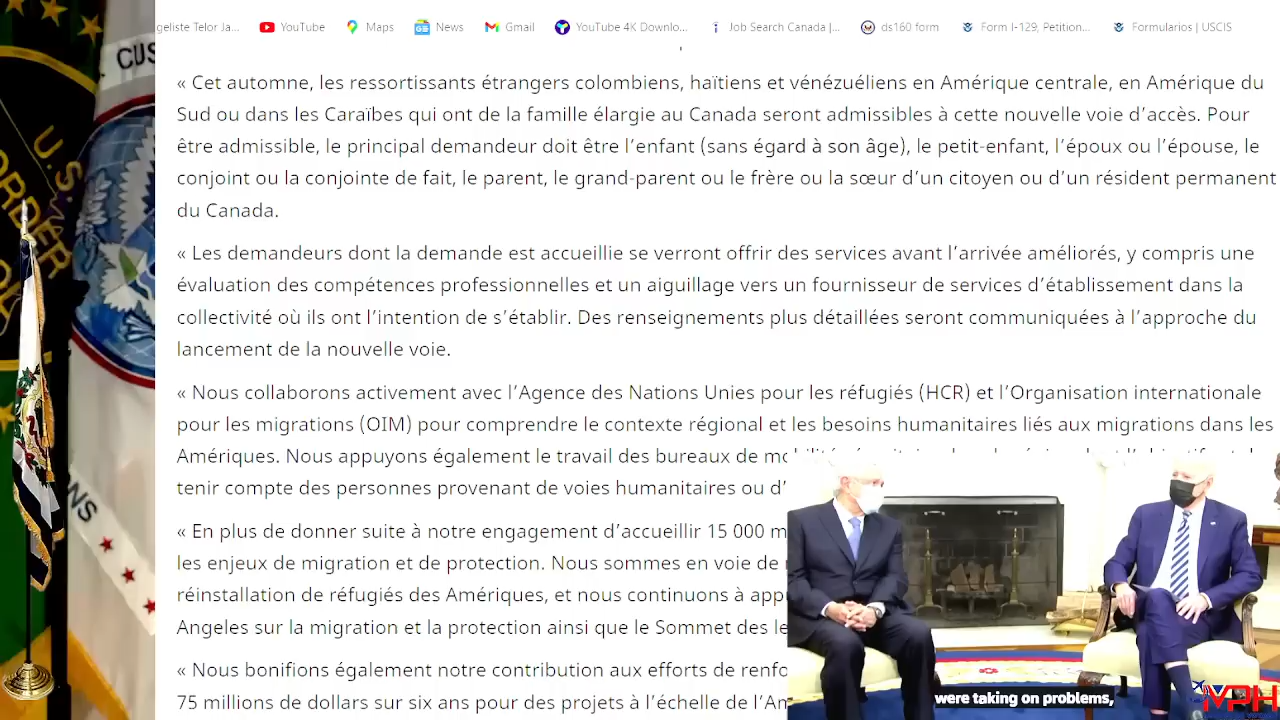 geliste Telor Ja...
YouTube
Maps
News
Gmail
YouTube 4K Downlo...
Job Search Canada |...
ds160 form
Form I-129, Petition...
Formularios | USCIS
« Cet automne, les ressortissants étrangers colombiens, haïtiens et vénézuéliens en Amérique centrale, en Amérique du
Sud ou dans les Caraïbes qui ont de la famille élargie au Canada seront admissibles à cette nouvelle voie d’accès. Pour
être admissible, le principal demandeur doit être l’enfant (sans égard à son âge), le petit-enfant, l’époux ou l’épouse, le
conjoint ou la conjointe de fait, le parent, le grand-parent ou le frère ou la sœur d’un citoyen ou d’un résident permanent
du Canada.
« Les demandeurs dont la demande est accueillie se verront offrir des services avant l’arrivée améliorés, y compris une
évaluation des compétences professionnelles et un aiguillage vers un fournisseur de services d’établissement dans la
collectivité où ils ont l’intention de s’établir. Des renseignements plus détaillées seront communiquées à l’approche du
lancement de la nouvelle voie.
« Nous collaborons activement avec l’Agence des Nations Unies pour les réfugiés (HCR) et l’Organisation internationale
pour les migrations (OIM) pour comprendre le contexte régional et les besoins humanitaires liés aux migrations dans les
Amériques. Nous appuyons également le travail des bureaux de
tenir compte des personnes provenant de voies humanitaires ou d’
« En plus de donner suite à notre engagement d’accueillir 15 000 m
les enjeux de migration et de protection. Nous sommes en voie de
réinstallation de réfugiés des Amériques, et nous continuons à app
Angeles sur la migration et la protection ainsi que le Sommet des le
« Nous bonifions également notre contribution aux efforts de renfo
75 millions de dollars sur six ans pour des projets à l’échelle de l’Am
were taking on problems,
MPH
CUS
U.S.
ORDER
NS